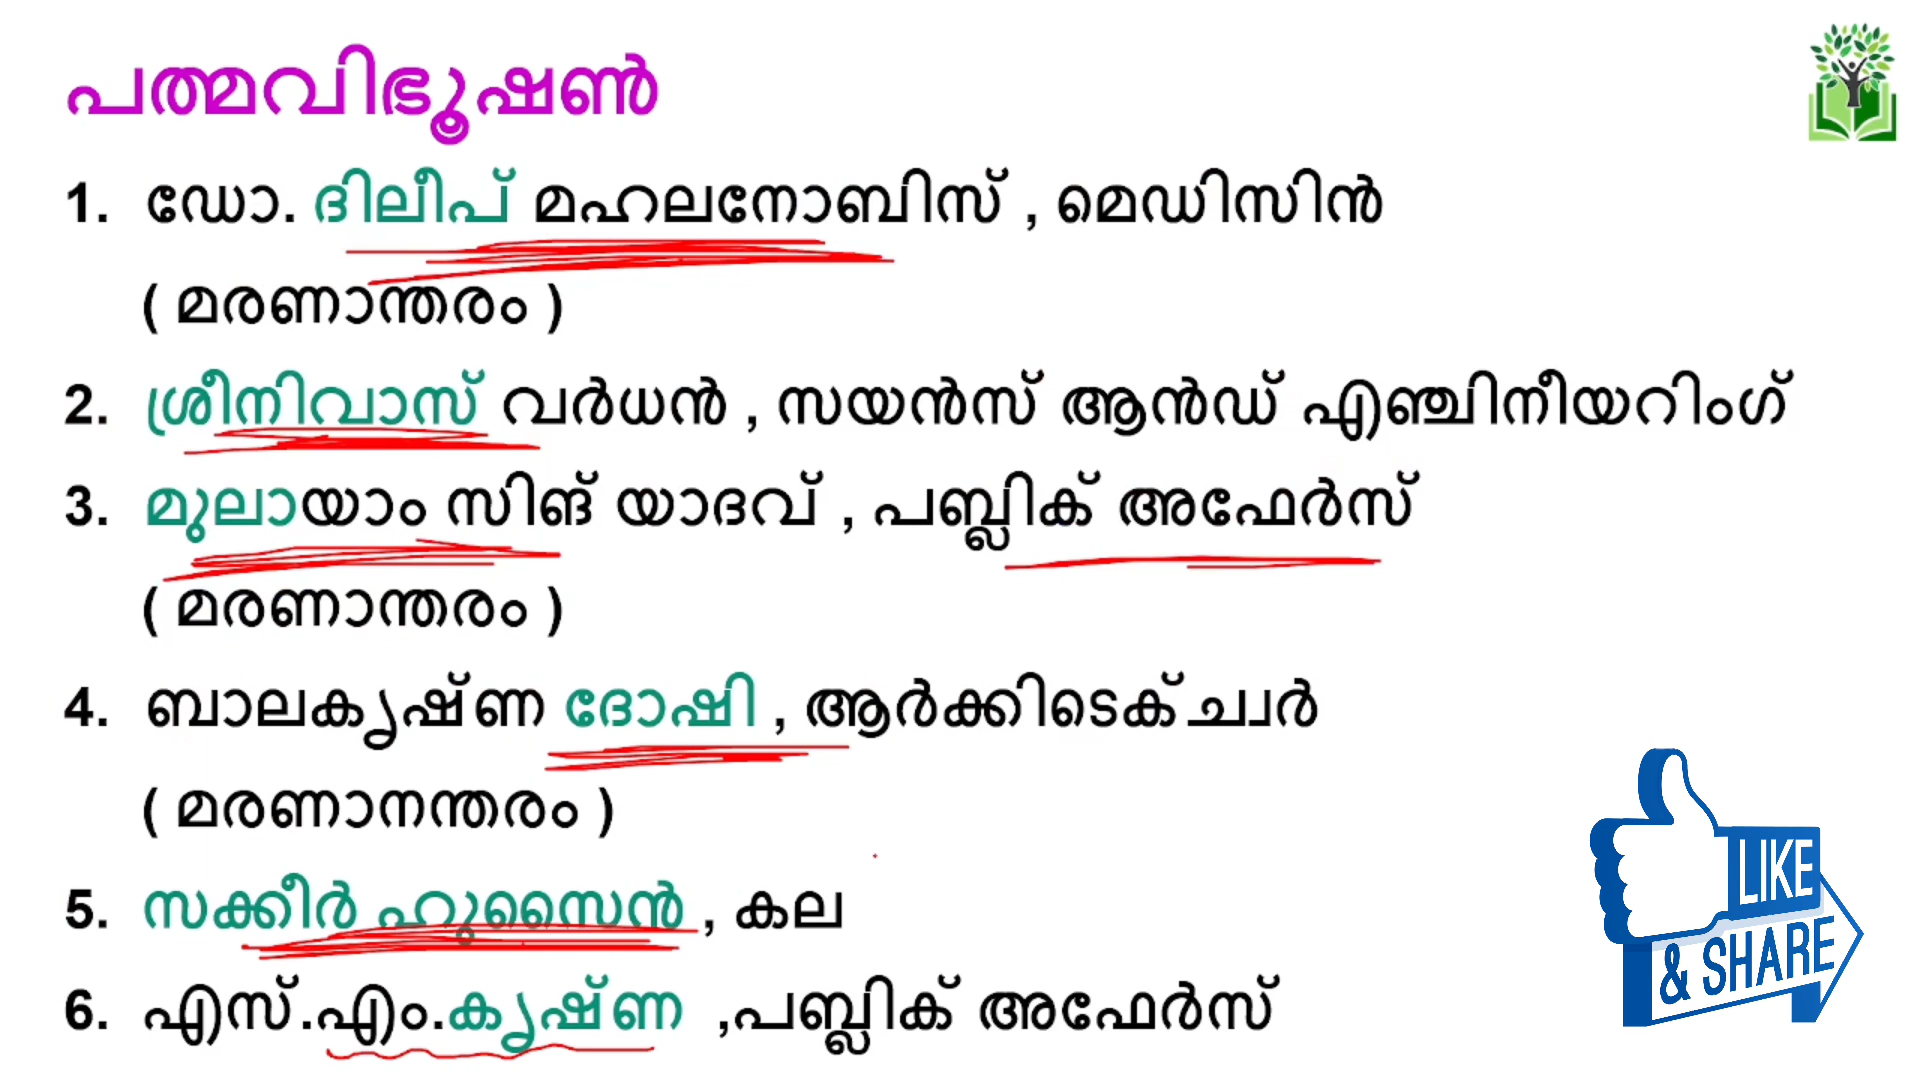 പത്മവിഭൂഷൺ
1. ഡോ. ദിലീപ് മഹലനോബിസ് , മെഡിസിൻ
( മരണാന്തരം )
2. ശ്രീനിവാസ് വർധൻ , സയൻസ് ആൻഡ് എഞ്ചിനീയറിംഗ്
3. മുലായാം സിങ് യാദവ് , പബ്ലിക് അഫേർസ്
( മരണാന്തരം )
4. ബാലകൃഷ്ണ ദോഷി , ആർക്കിടെക്ച്വർ
( മരണാനന്തരം )
5. സക്കീർ ഹുസൈൻ , കല
6. എസ്.എം.കൃഷ്ണ ,പബ്ലിക് അഫേർസ്
LIKE
& SHARE